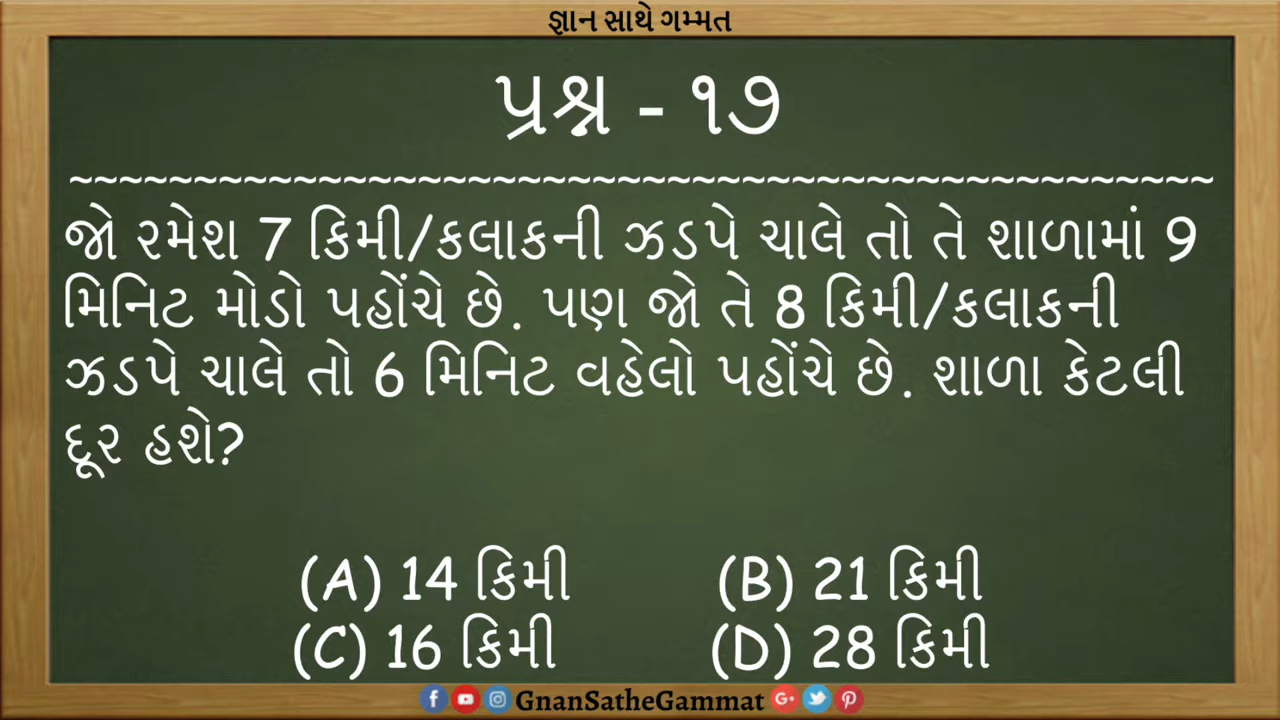 જ્ઞાન સાથે ગમ્મત
પ્રશ્ન - ૧૭
~~~~~~~~~~~~~~~~~~~~~~~~~~~~~~~~~~~~~~~~~~~~~~
જો રમેશ 7 કિમી/કલાકની ઝડપે ચાલે તો તે શાળામાં 9
મિનિટ મોડો પહોંચે છે. પણ જો તે 8 કિમી/કલાકની
ઝડપે ચાલે તો 6 મિનિટ વહેલો પહોંચે છે. શાળા કેટલી
દૂર હશે?
(A) 14 કિમી (B) 21 કિમી
(C) 16 કિમી (D) 28 કિમી
GnanSatheGammat